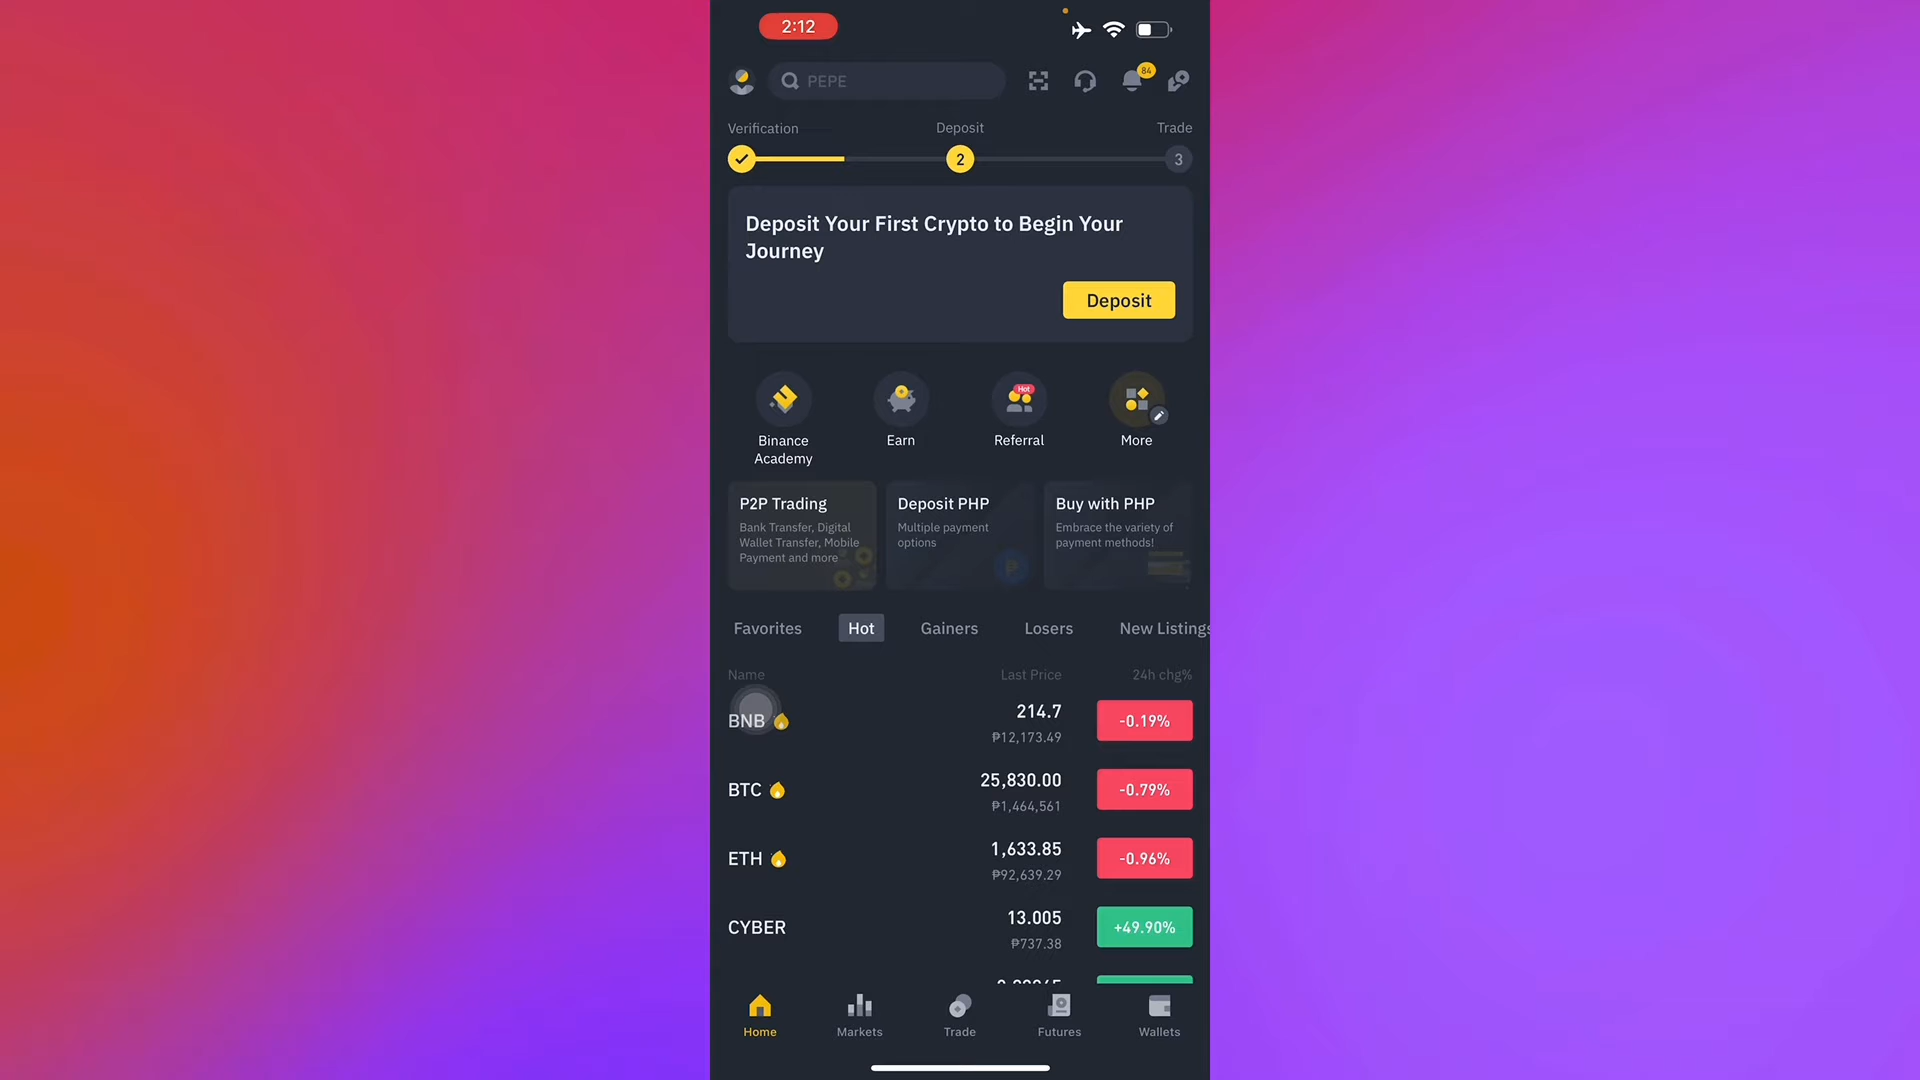 2:12
PEPE
84
Verification
Deposit
Trade
2
3
Deposit Your First Crypto to Begin Your
Journey
Deposit
Hot
Binance
Academy
Earn
Referral
More
P2P Trading
Bank Transfer, Digital
Wallet Transfer, Mobile
Payment and more
Deposit PHP
Multiple payment
options
Buy with PHP
Embrace the variety of
payment methods!
Favorites
Hot
Gainers
Losers
New Listings
Name
Last Price
24h chg%
BNB
214.7
₱12,173.49
-0.19%
BTC
25,830.00
₱1,464,561
-0.79%
ETH
1,633.85
₱92,639.29
-0.96%
CYBER
13.005
₱737.38
+49.90%
Home
Markets
Trade
Futures
Wallets